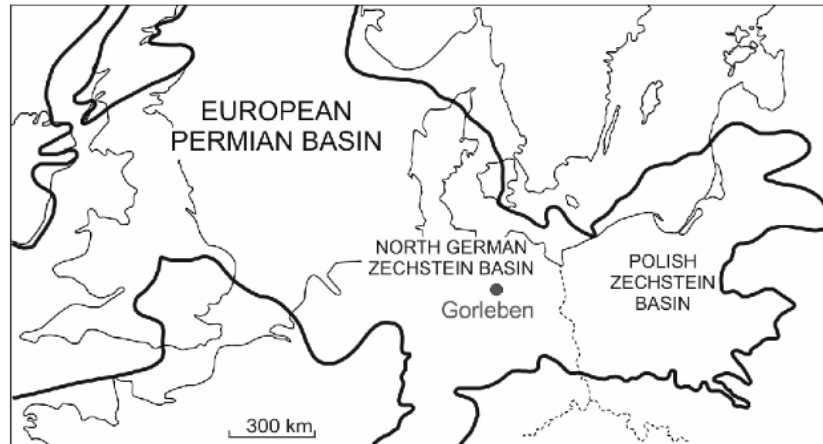 EUROPEAN
PERMIAN BASIN
NORTH GERMAN
ZECHSTEIN BASIN
POLISH
ZECHSTEIN
BASIN
Gorleben
300 km